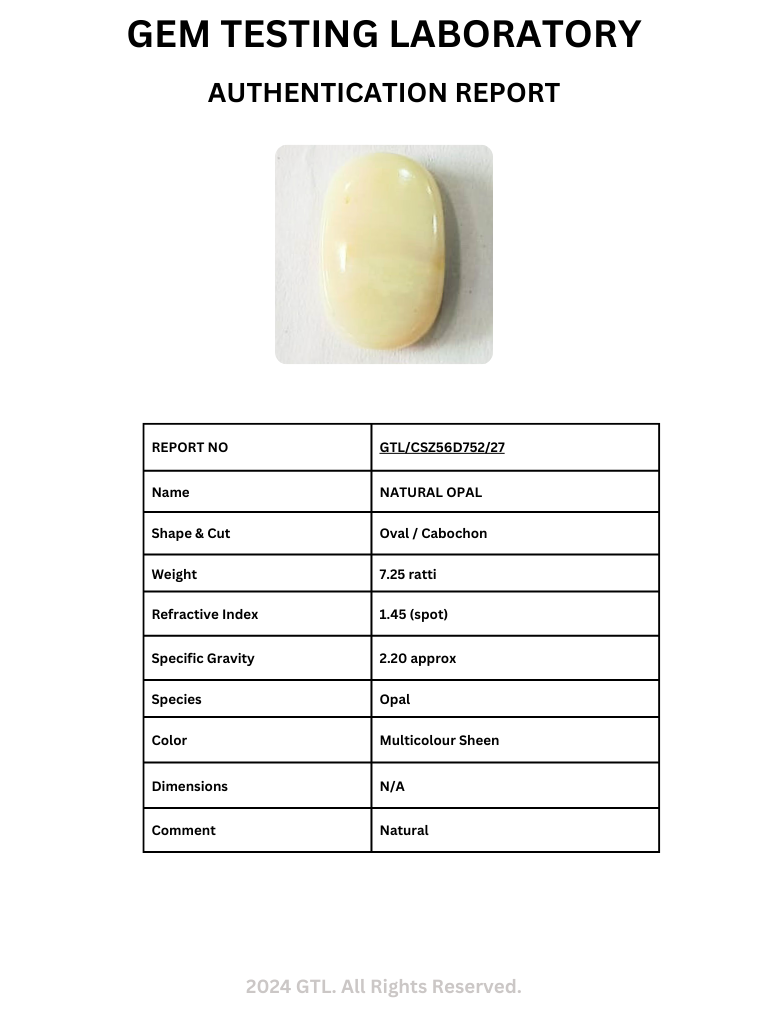 GEM TESTING LABORATORY
AUTHENTICATION REPORT
REPORT NO GTL/CSZ56D752/27
Name NATURAL OPAL
Shape & Cut Oval / Cabochon
Weight 7.25 ratti
Refractive Index 1.45 (spot)
Specific Gravity 2.20 approx
Species Opal
Color Multicolour Sheen
Dimensions N/A
Comment Natural
2024 GTL. All Rights Reserved.